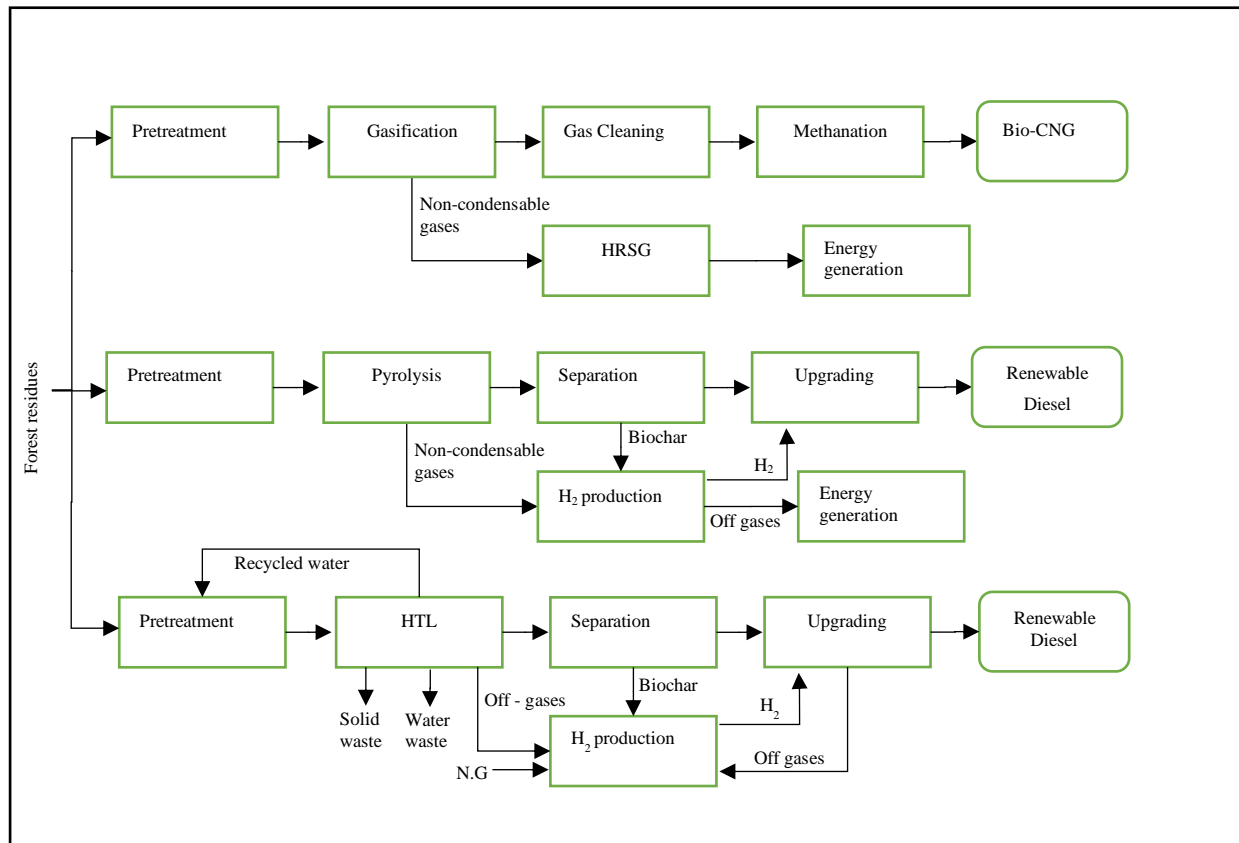 Pretreatment
Gasification
Gas Cleaning
Methanation
Bio-CNG
Non-condensable
gases
HRSG
Energy
generation
Forest residues
Pretreatment
Pyrolysis
Separation
Upgrading
Renewable
Diesel
Non-condensable
gases
Biochar
H₂
H₂ production
Off gases
Energy
generation
Recycled water
Pretreatment
HTL
Separation
Upgrading
Renewable
Diesel
Solid
waste
Water
waste
Off - gases
Biochar
H₂
H₂ production
N.G
Off gases